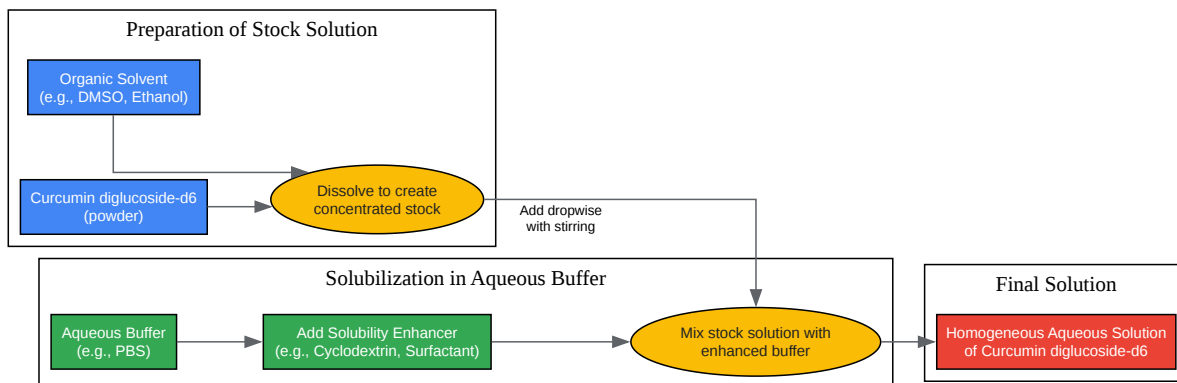 Preparation of Stock Solution
Organic Solvent
(e.g., DMSO, Ethanol)
Curcumin diglucoside-d6
(powder)
Dissolve to create
concentrated stock
Add dropwise
with stirring
Solubilization in Aqueous Buffer
Aqueous Buffer
(e.g., PBS)
Add Solubility Enhancer
(e.g., Cyclodextrin, Surfactant)
Mix stock solution with
enhanced buffer
Final Solution
Homogeneous Aqueous Solution
of Curcumin diglucoside-d6